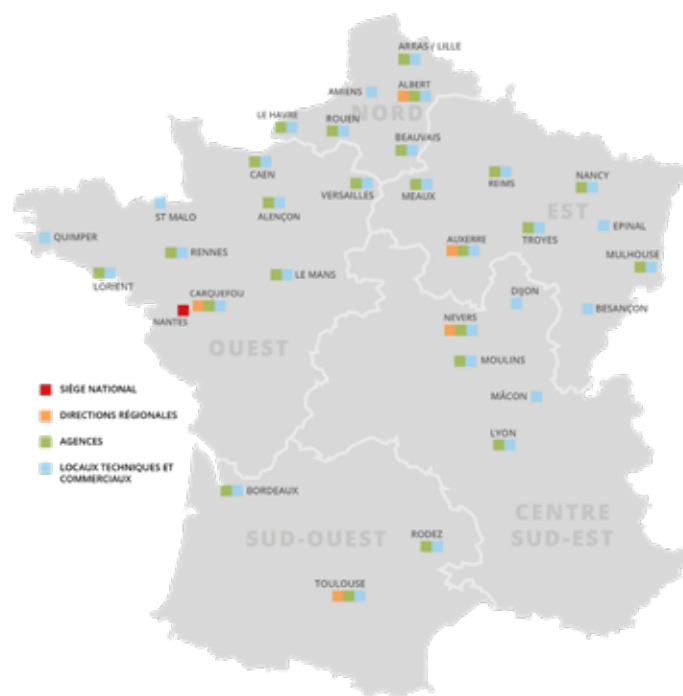 ARRAS / LILLE
AMIENS
ALBERT
NORD
LE HAVRE
ROUEN
BEAUVAIS
CAEN
VERSAILLES
MEAUX
REIMS
NANCY
ST MALO
ALENÇON
EST
QUIMPER
RENNES
AUXERRE
TROYES
EPINAL
MULHOUSE
LORIENT
LE MANS
CARQUEFOU
NANTES
DIJON
BESANÇON
NEVERS
OUEST
MOULINS
SIÈGE NATIONAL
DIRECTIONS RÉGIONALES
MÂCON
AGENCES
LYON
LOCAUX TECHNIQUES ET
COMMERCIAUX
BORDEAUX
CENTRE
SUD-EST
SUD-OUEST
RODEZ
TOULOUSE